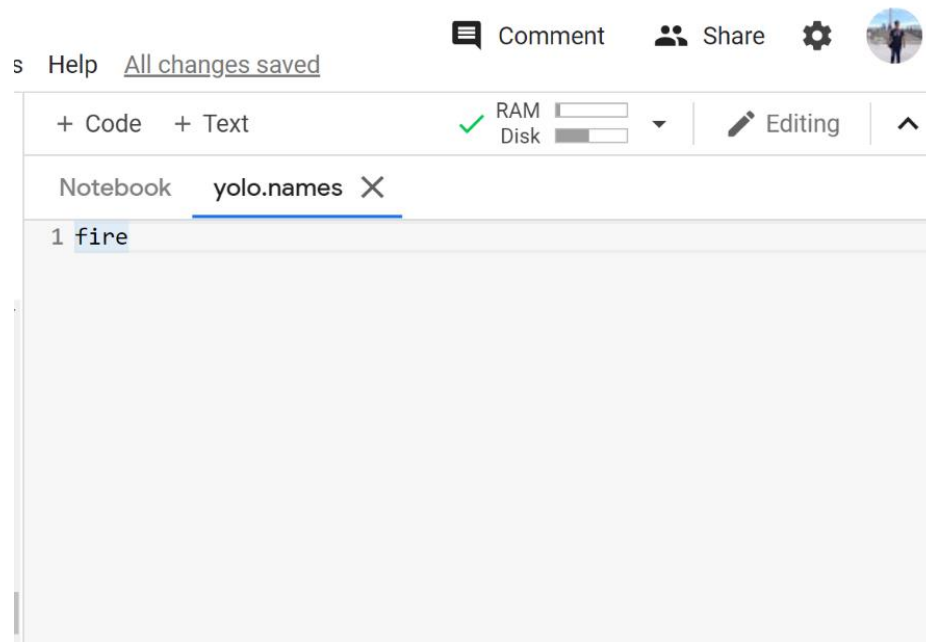 Comment Share
s Help All changes saved
+ Code + Text RAM Editing
Disk
Notebook yolo.names
1 fire